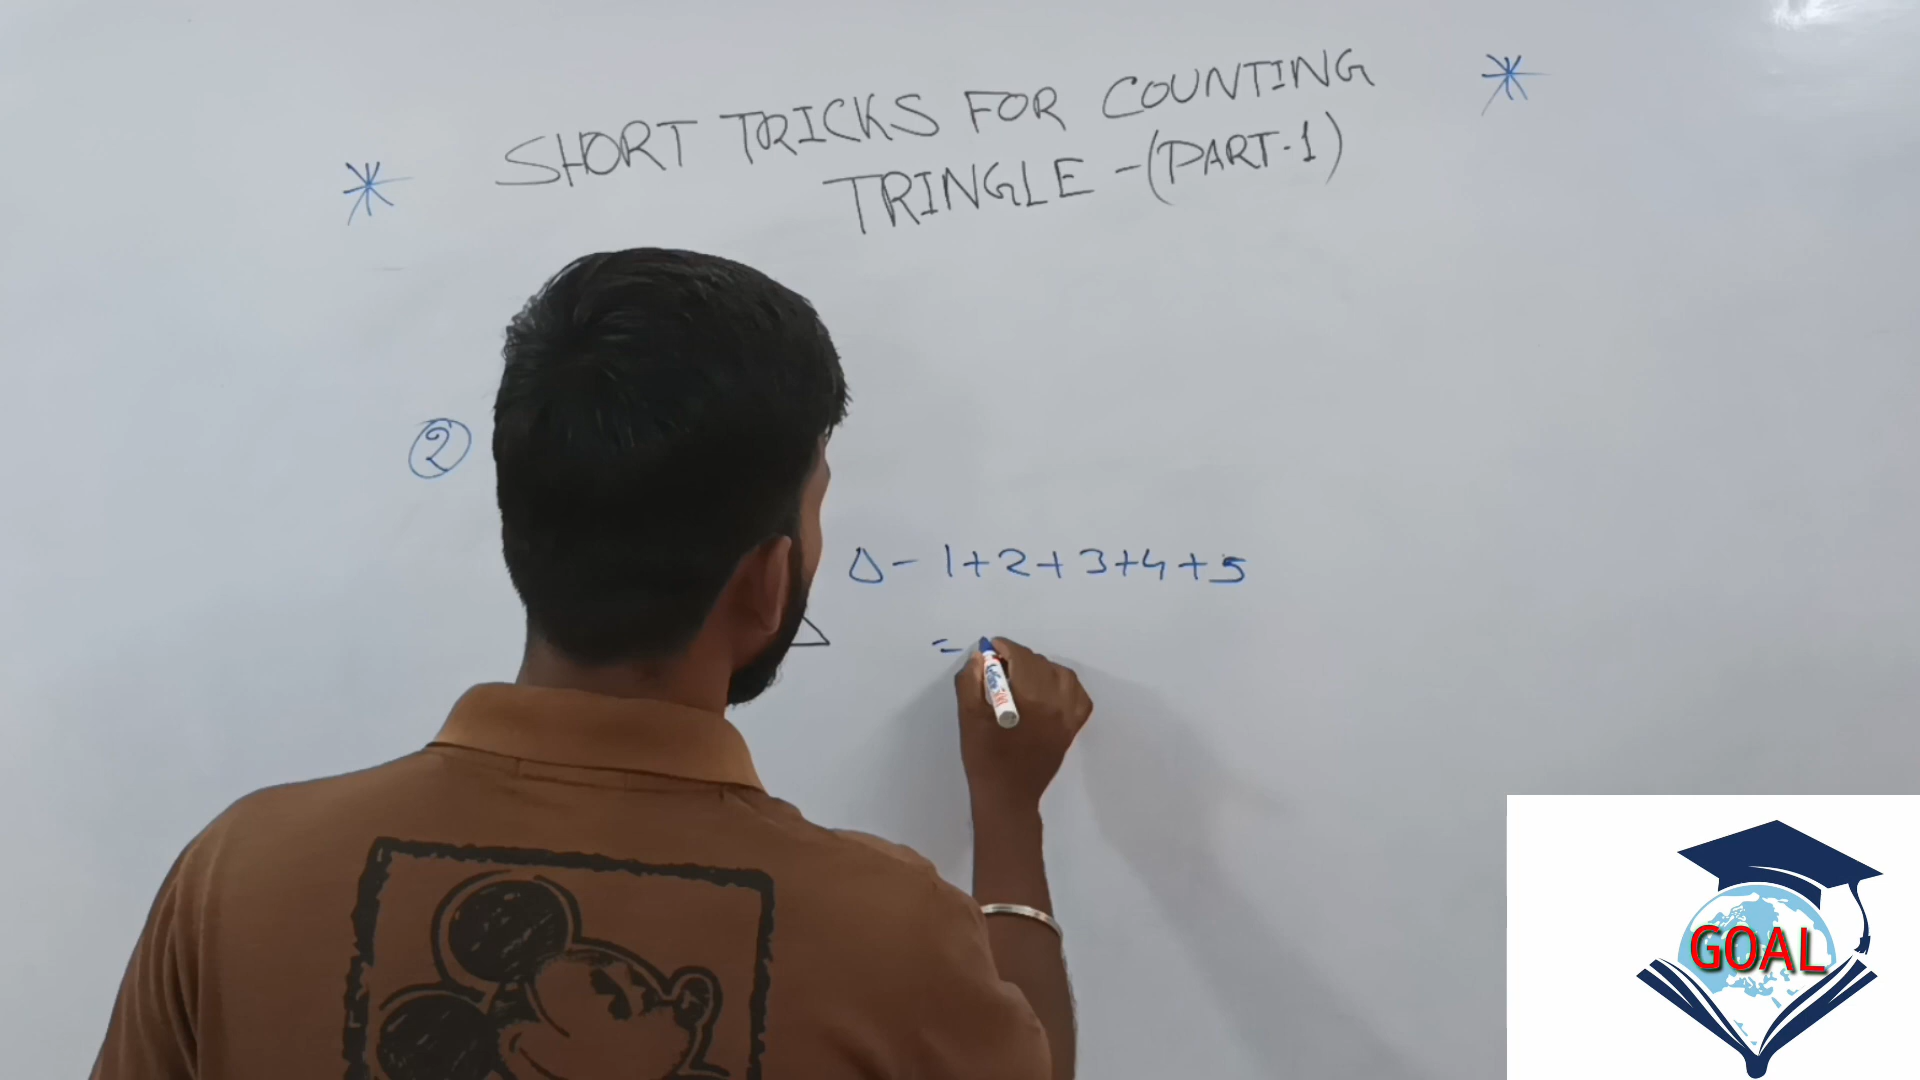 * SHORT TRICKS FOR COUNTING *
TRINGLE -(PART-1)
②
Δ - 1+2+3+4+5
=
GOAL